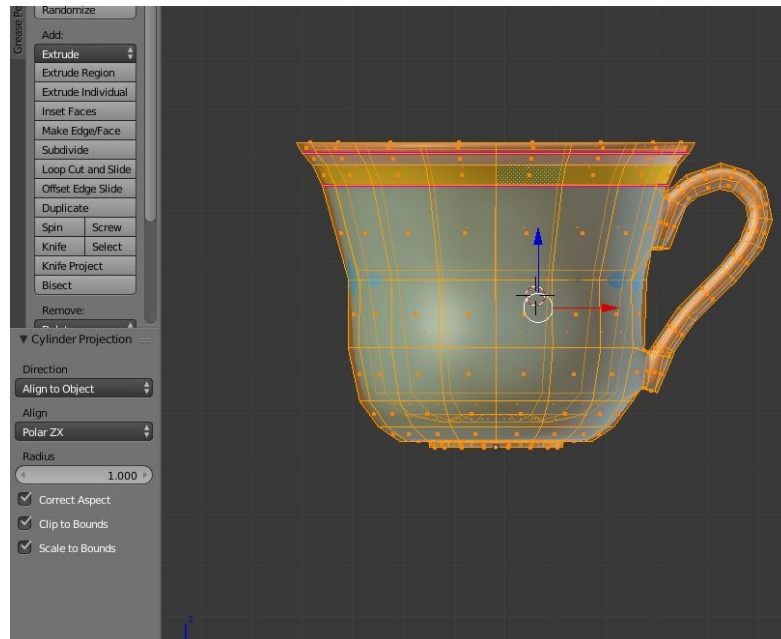 Grease Pe
Randomize
Add:
Extrude
Extrude Region
Extrude Individual
Inset Faces
Make Edge/Face
Subdivide
Loop Cut and Slide
Offset Edge Slide
Duplicate
Spin Screw
Knife Select
Knife Project
Bisect
Remove:
▼ Cylinder Projection
Direction
Align to Object
Align
Polar ZX
Radius
1.000
Correct Aspect
Clip to Bounds
Scale to Bounds
z